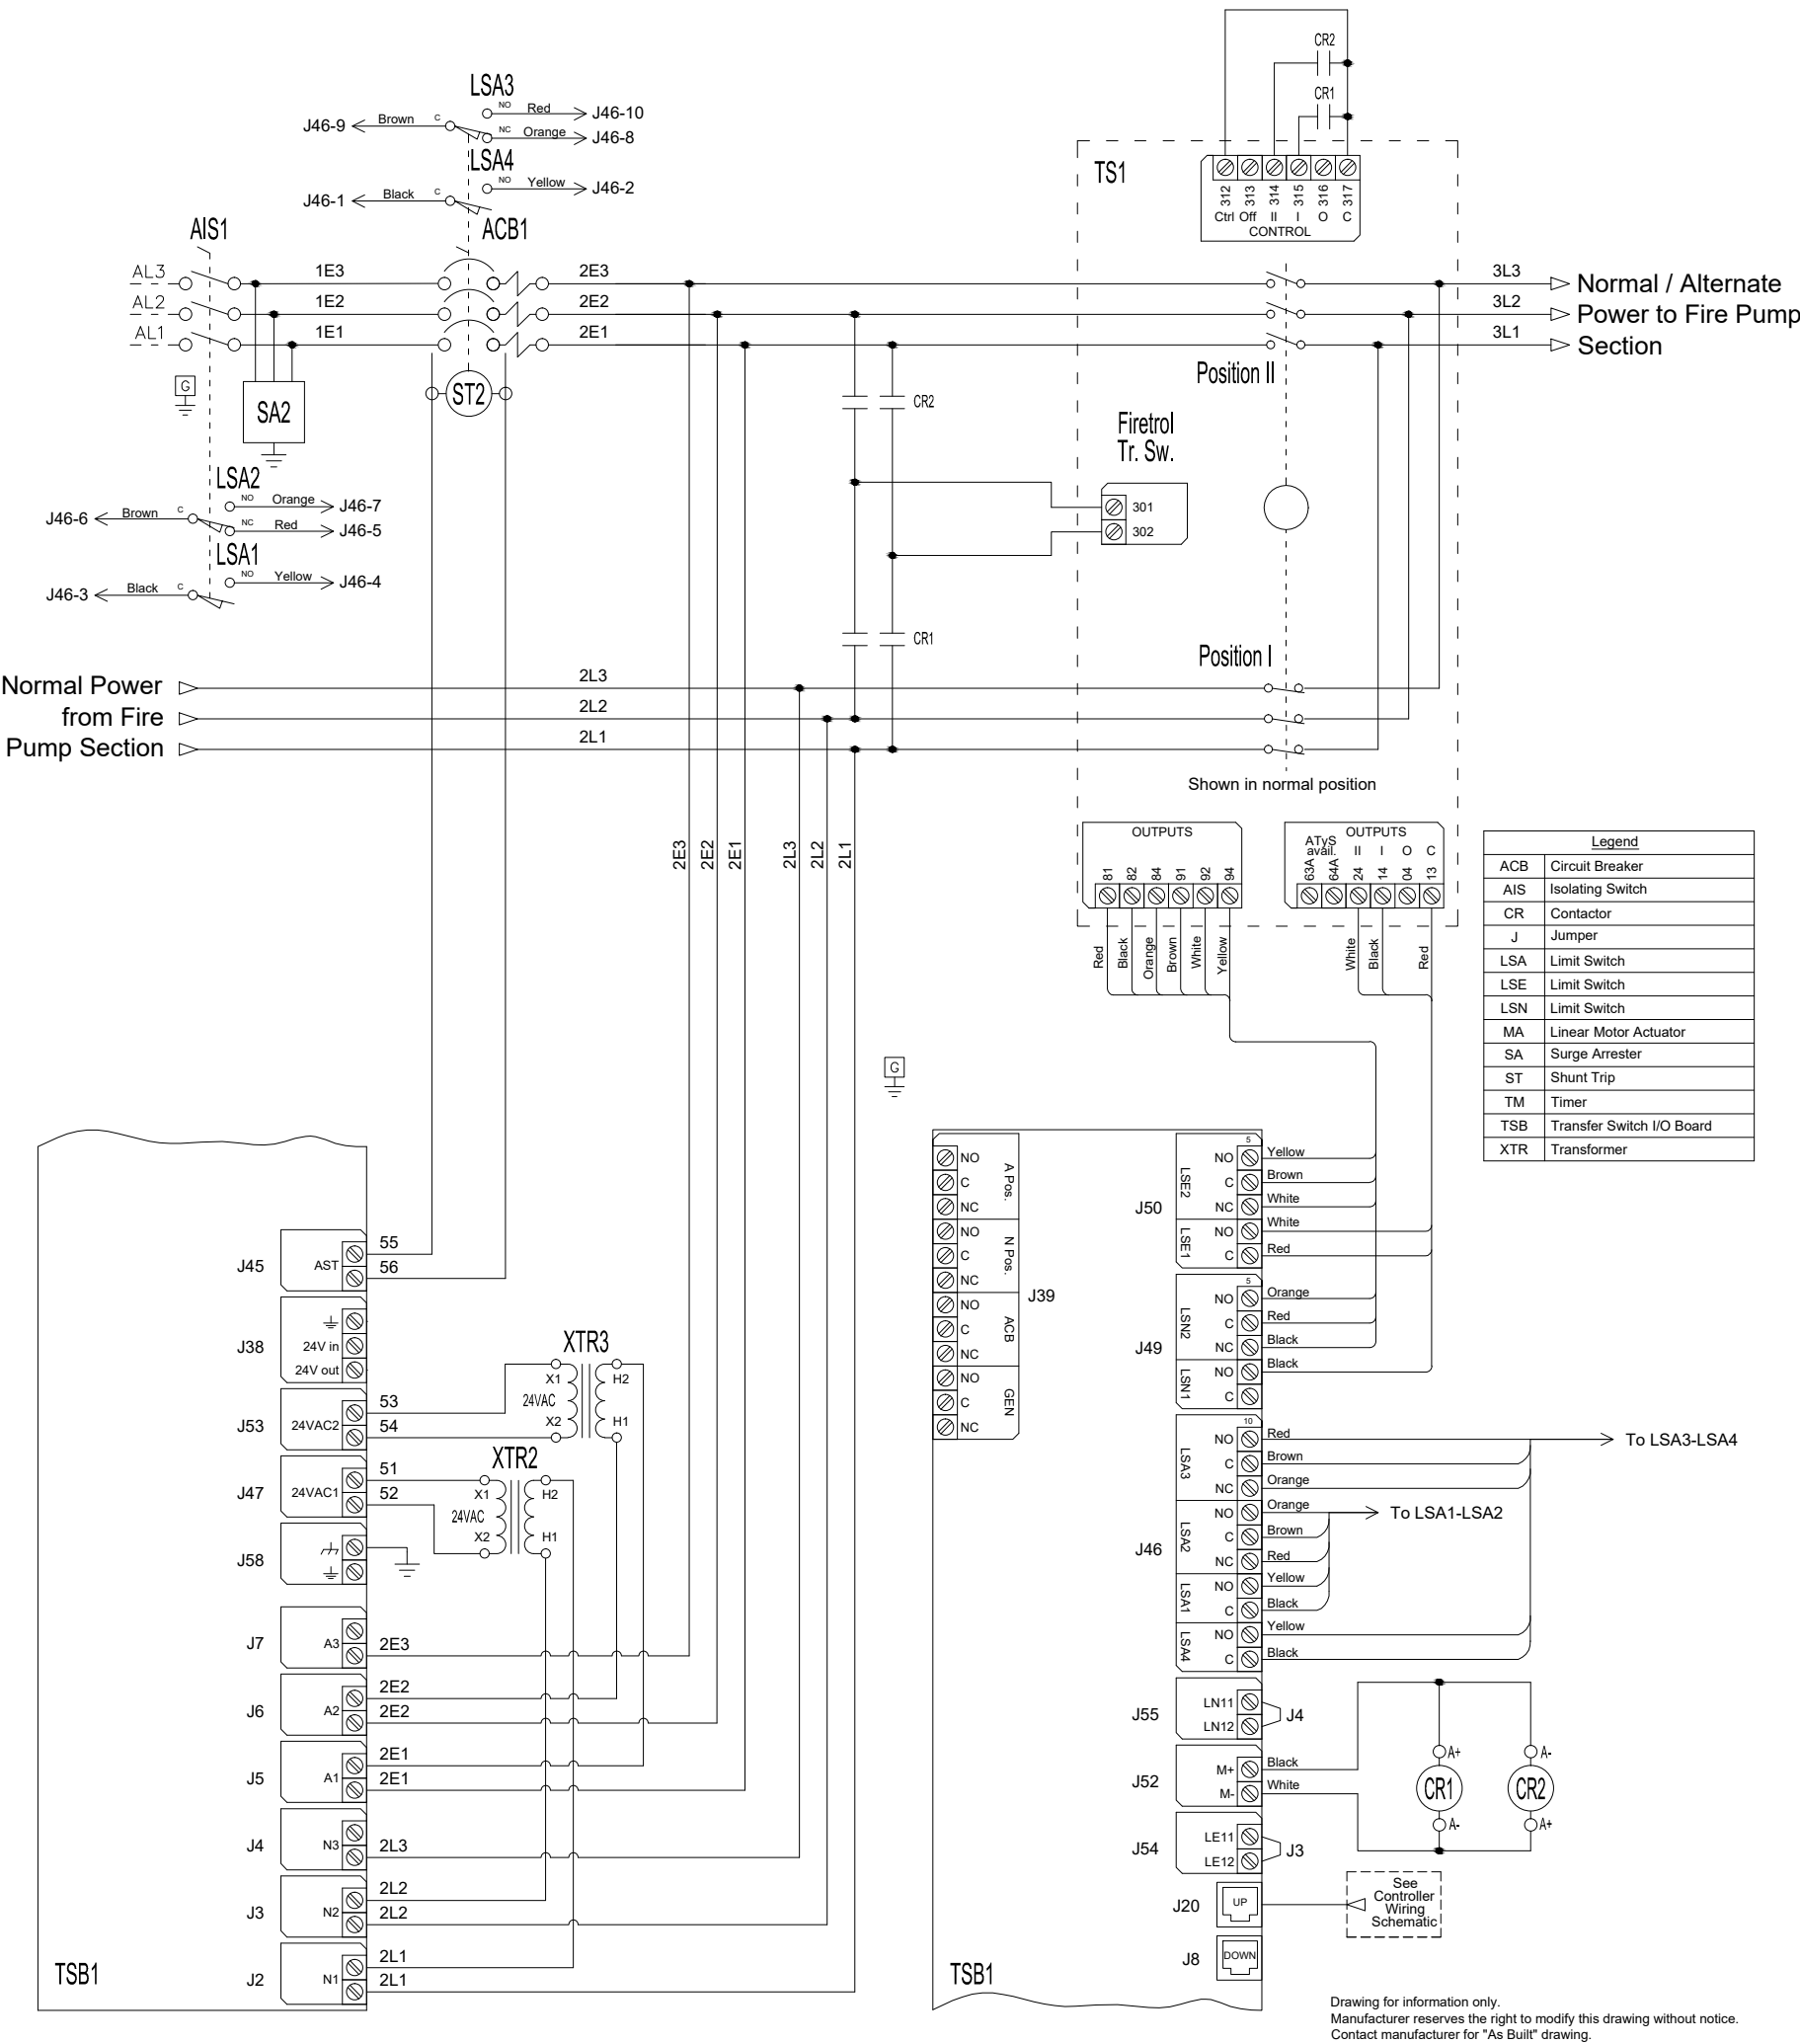 CR2
LSA3
NO Red J46-10
J46-9 Brown C
CR1
NC Orange J46-8
LSA4
TS1
NO Yellow J46-2
J46-1 Black C
312 313 314 315 316 317
Ctrl Off II I O C
CONTROL
AIS1
ACB1
AL3 1E3 2E3 3L3
AL2 1E2 2E2 3L2
AL1 1E1 2E1 3L1
Normal / Alternate
Power to Fire Pump
Section
Position II
G
SA2
ST2
CR2
Firetrol
Tr. Sw.
LSA2
NO Orange J46-7
J46-6 Brown C
NC Red J46-5
301
302
LSA1
NO Yellow J46-4
J46-3 Black C
CR1
Position I
Normal Power
from Fire
Pump Section
2L3
2L2
2L1
Shown in normal position
2E3 2E2 2E1 2L3 2L2 2L1
OUTPUTS
81 82 84 91 92 94
Red Black Orange Brown White Yellow
OUTPUTS
ATyS
avail. II I O C
63A 64A 24 14 04 13
White Black Red
Legend
ACB Circuit Breaker
AIS Isolating Switch
CR Contactor
J Jumper
LSA Limit Switch
LSE Limit Switch
LSN Limit Switch
MA Linear Motor Actuator
SA Surge Arrester
ST Shunt Trip
TM Timer
TSB Transfer Switch I/O Board
XTR Transformer
G
J45 AST 55
56
J38
24V in
24V out
J53 24VAC2 53
54
J47 24VAC1 51
52
J58
XTR3
X1 H2
24VAC
X2 H1
XTR2
X1 H2
24VAC
X2 H1
J7 A3 2E3
J6 A2 2E2
2E2
J5 A1 2E1
2E1
J4 N3 2L3
J3 N2 2L2
2L2
J2 N1 2L1
2L1
TSB1
J39
A Pos.
NO
C
NC
N Pos.
NO
C
NC
ACB
NO
C
NC
GEN
NO
C
NC
J50
5
LSE2
NO Yellow
C Brown
NC White
LSE1
NO White
C Red
J49
5
LSN2
NO Orange
C Red
NC Black
LSN1
NO Black
C
J46
10
LSA3
NO Red
C Brown
NC Orange
To LSA3-LSA4
LSA2
NO Orange
C Brown
NC Red
To LSA1-LSA2
LSA1
NO Yellow
C Black
LSA4
NO Yellow
C Black
J55
LN11
LN12
J4
J52
M+ Black
M- White
J54
LE11
LE12
J3
A+ A-
CR1 CR2
A- A+
J20 UP
See
Controller
Wiring
Schematic
J8 DOWN
TSB1
Drawing for information only.
Manufacturer reserves the right to modify this drawing without notice.
Contact manufacturer for "As Built" drawing.